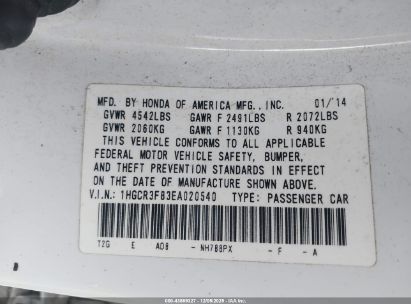 MFD. BY HONDA OF AMERICA MFG., INC. 01/'14
GVWR 4542LBS GAWR F 2491LBS R 2072LBS
GVWR 2060KG GAWR F 1130KG R 940KG
THIS VEHICLE CONFORMS TO ALL APPLICABLE
FEDERAL MOTOR VEHICLE SAFETY, BUMPER,
AND THEFT PREVENTION STANDARDS IN EFFECT
ON THE DATE OF MANUFACTURE SHOWN ABOVE.
V.I.N.: 1HGCR3F83EA020540 TYPE: PASSENGER CAR
T2G E AD8 - NH788PX - F - A